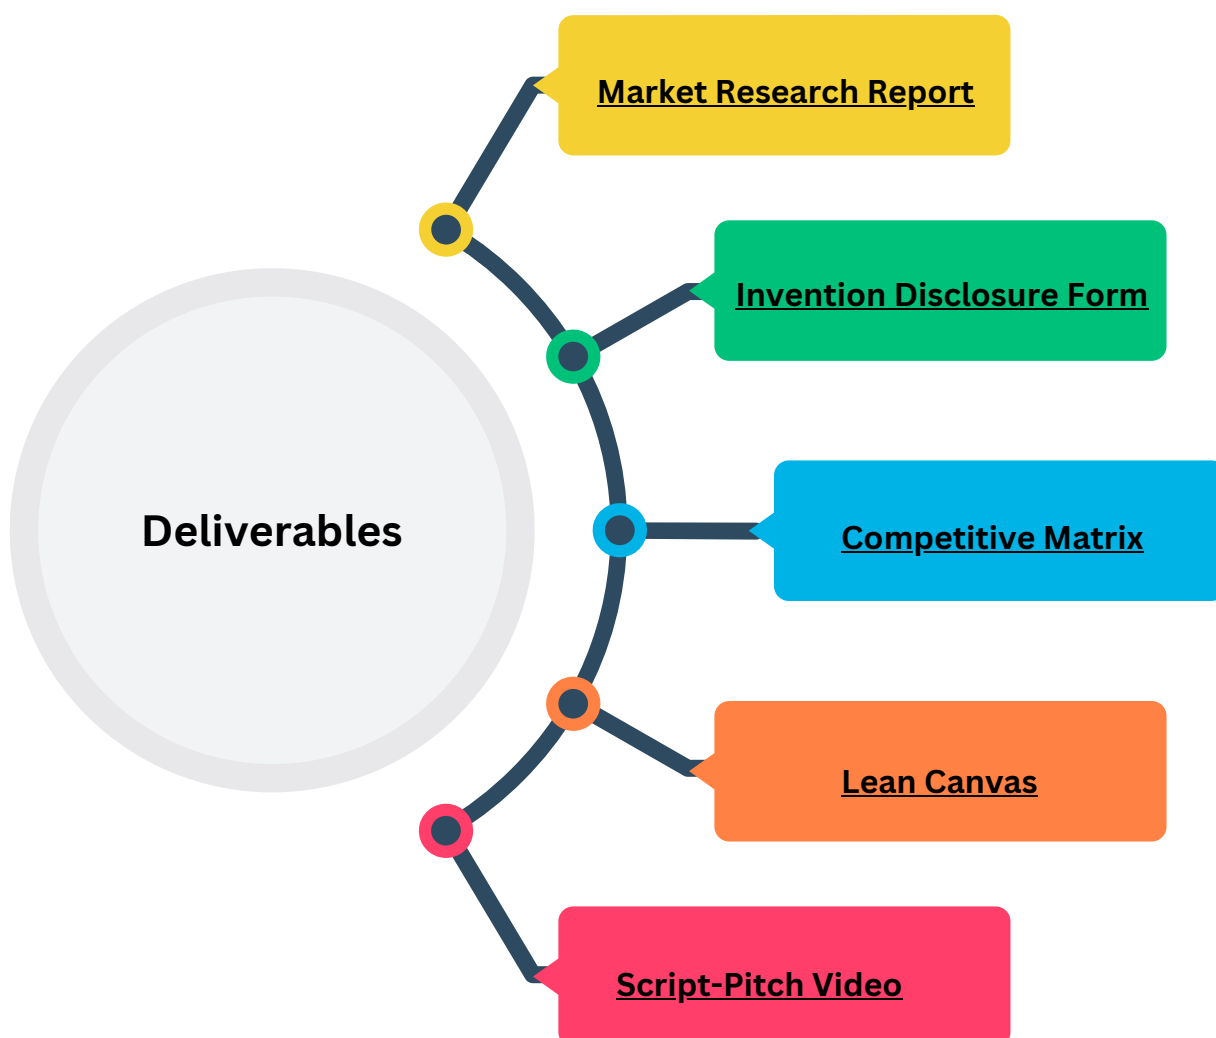 Market Research Report
Invention Disclosure Form
Deliverables
Competitive Matrix
Lean Canvas
Script-Pitch Video